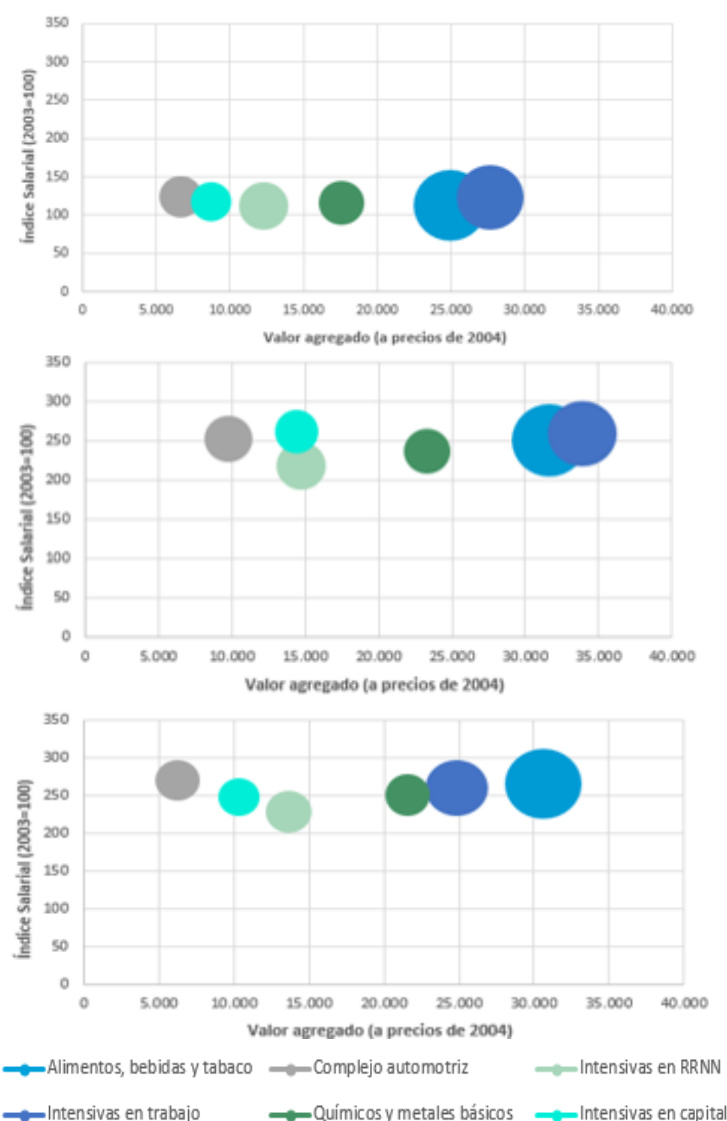 350
300
250
200
150
100
50
0
Índice Salarial (2003=100)
0 5.000 10.000 15.000 20.000 25.000 30.000 35.000 40.000
Valor agregado (a precios de 2004)
350
300
250
200
150
100
50
0
Índice Salarial (2003=100)
0 5.000 10.000 15.000 20.000 25.000 30.000 35.000 40.000
Valor agregado (a precios de 2004)
350
300
250
200
150
100
50
0
Índice Salarial (2003=100)
0 5.000 10.000 15.000 20.000 25.000 30.000 35.000 40.000
Valor agregado (a precios de 2004)
Alimentos, bebidas y tabaco Complejo automotriz Intensivas en RRNN
Intensivas en trabajo Químicos y metales básicos Intensivas en capital